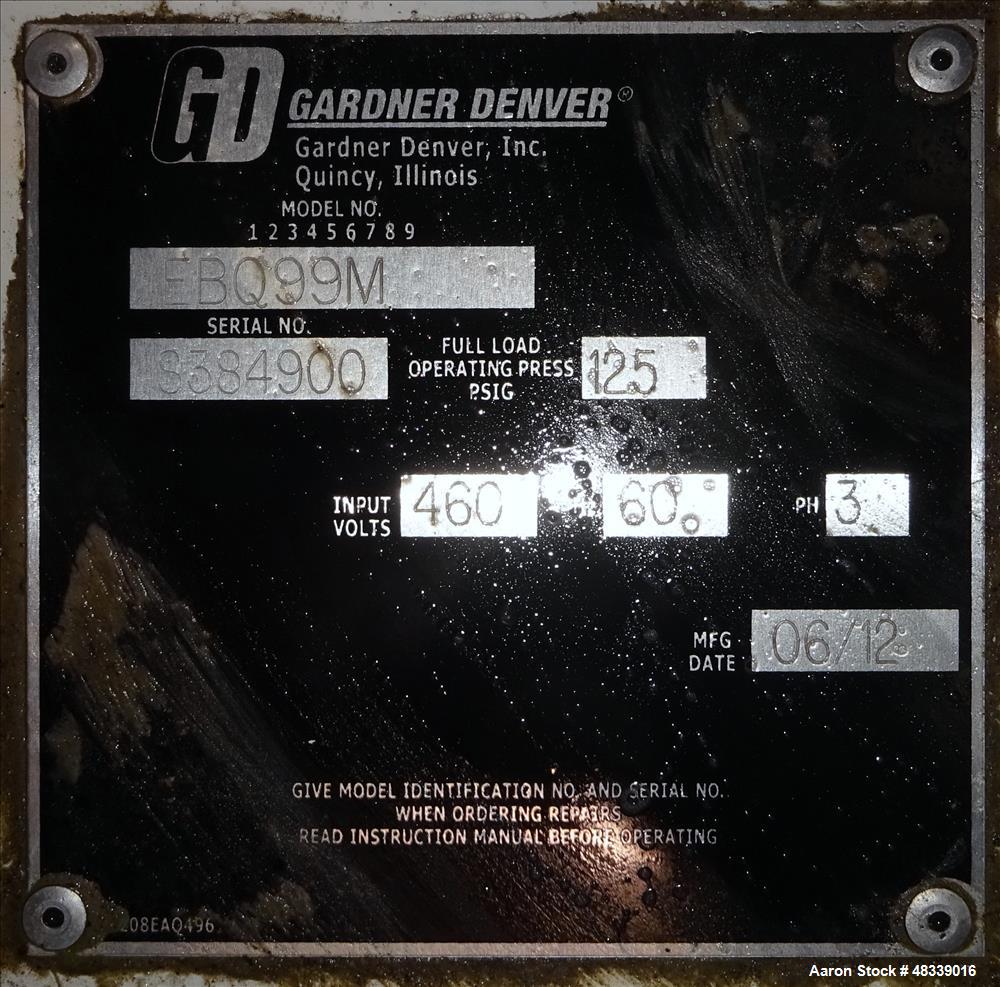 GD GARDNER DENVER®
Gardner Denver, Inc.
Quincy, Illinois
MODEL NO.
1 2 3 4 5 6 7 8 9
EBQ99M
SERIAL NO.
FULL LOAD
OPERATING PRESS
PSIG
125
INPUT
VOLTS
460
60
PH 3
MFG
DATE
06/12
GIVE MODEL IDENTIFICATION NO. AND SERIAL NO.
WHEN ORDERING REPAIRS
READ INSTRUCTION MANUAL BEFORE OPERATING
208EAQ496
Aaron Stock # 48339016